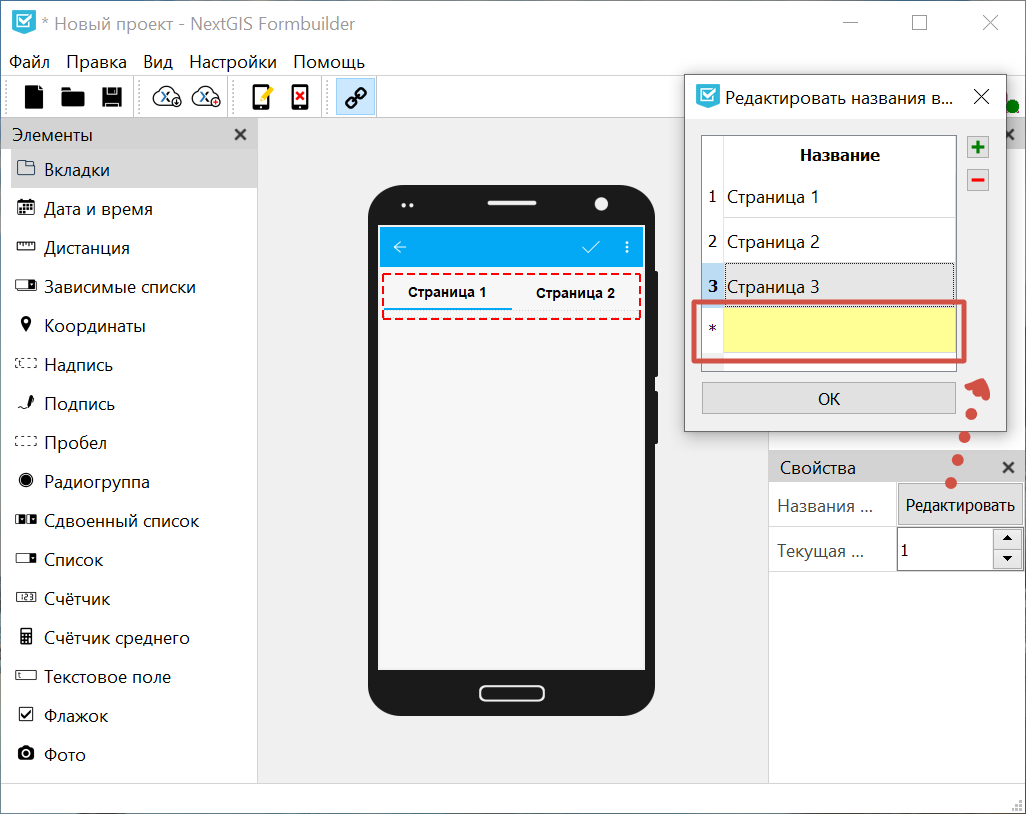 * Новый проект - NextGIS Formbuilder
Файл Правка Вид Настройки Помощь
Элементы
Вкладки
Дата и время
Дистанция
Зависимые списки
Координаты
Надпись
Подпись
Пробел
Радиогруппа
Сдвоенный список
Список
Счётчик
Счётчик среднего
Текстовое поле
Флажок
Фото
Страница 1 Страница 2
Редактировать названия в...
Название
1 Страница 1
2 Страница 2
3 Страница 3
*
OK
Свойства
Названия ... Редактировать
Текущая ... 1